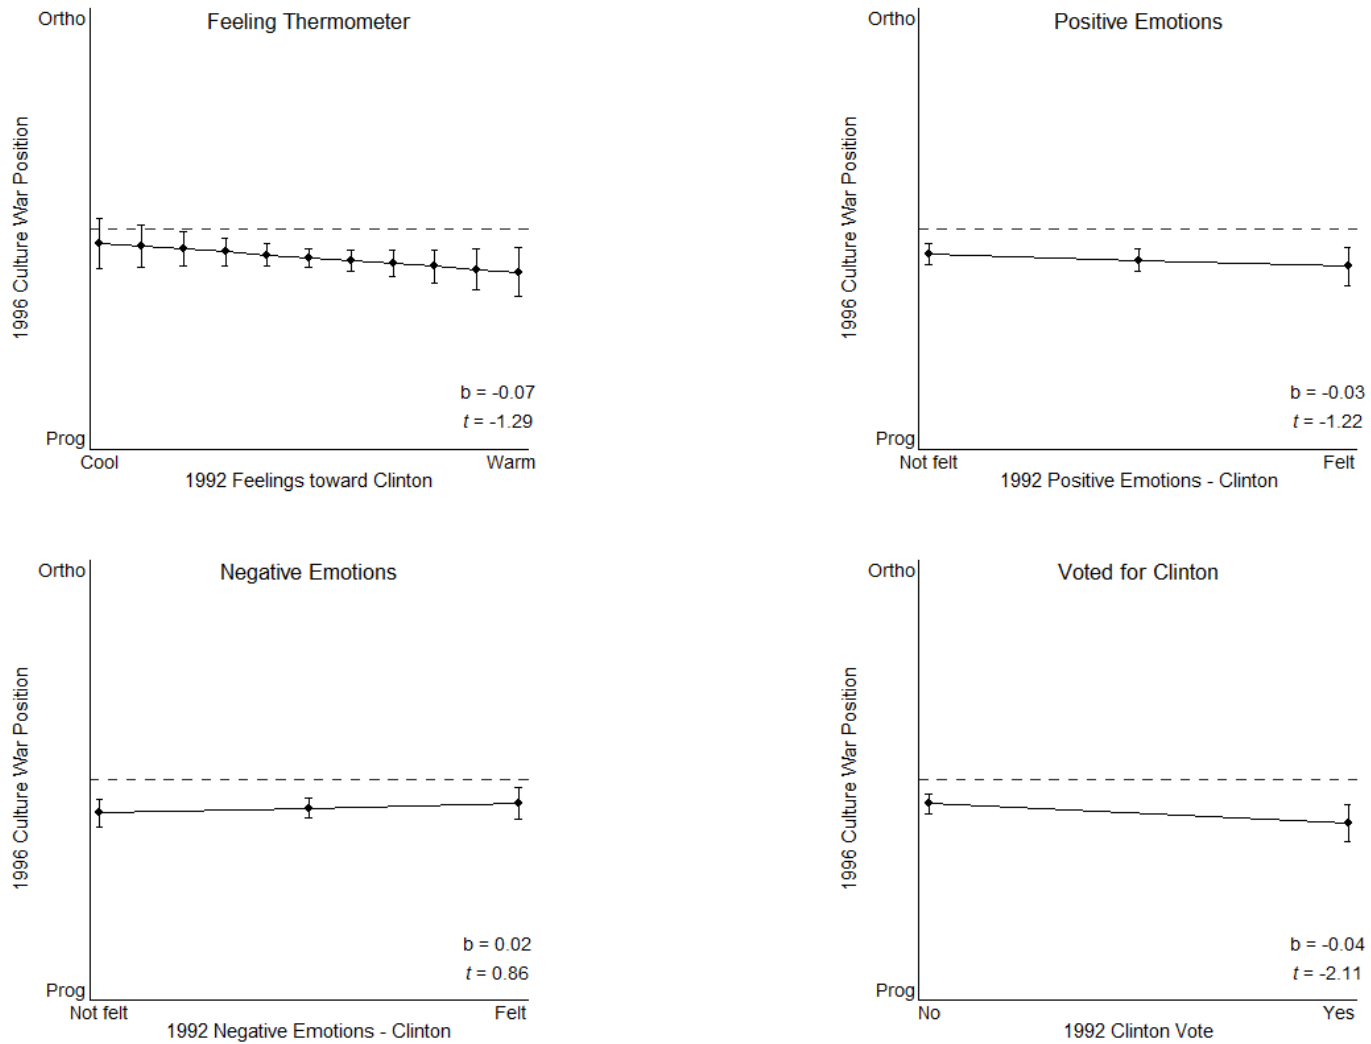 Ortho
Feeling Thermometer
1996 Culture War Position
b = -0.07
t = -1.29
Prog
Cool
Warm
1992 Feelings toward Clinton
Ortho
Positive Emotions
1996 Culture War Position
b = -0.03
t = -1.22
Prog
Not felt
Felt
1992 Positive Emotions - Clinton
Ortho
Negative Emotions
1996 Culture War Position
b = 0.02
t = 0.86
Prog
Not felt
Felt
1992 Negative Emotions - Clinton
Ortho
Voted for Clinton
1996 Culture War Position
b = -0.04
t = -2.11
Prog
No
Yes
1992 Clinton Vote